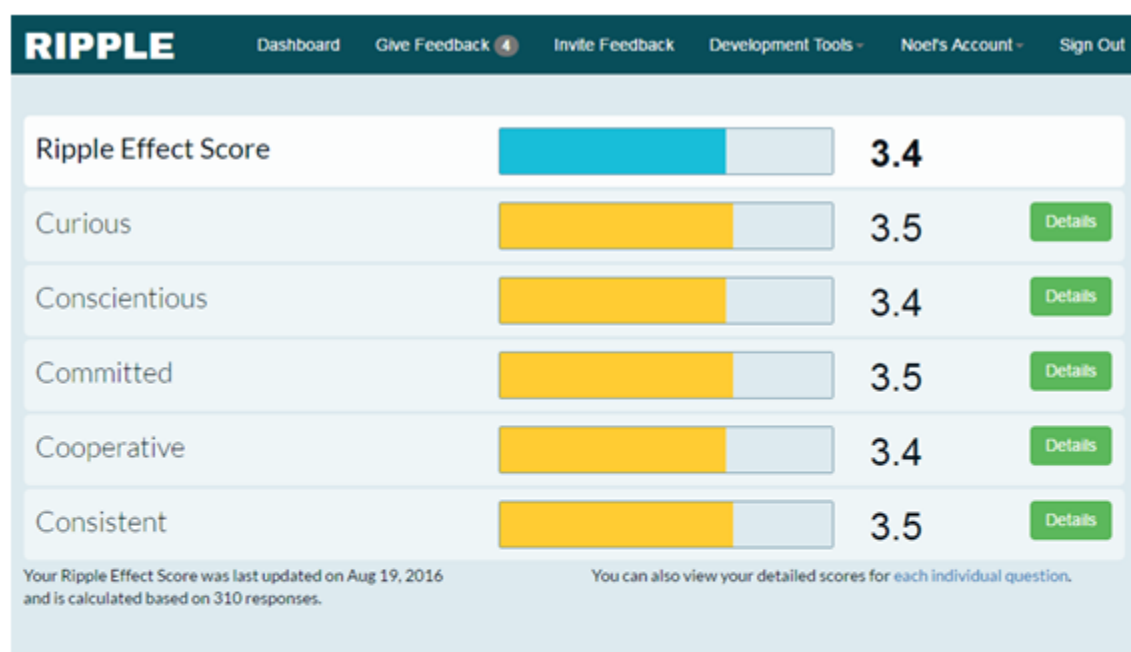 RIPPLE Dashboard Give Feedback 4 Invite Feedback Development Tools Noel's Account Sign Out
Ripple Effect Score 3.4
Curious 3.5 Details
Conscientious 3.4 Details
Committed 3.5 Details
Cooperative 3.4 Details
Consistent 3.5 Details
Your Ripple Effect Score was last updated on Aug 19, 2016
and is calculated based on 310 responses.
You can also view your detailed scores for each individual question.